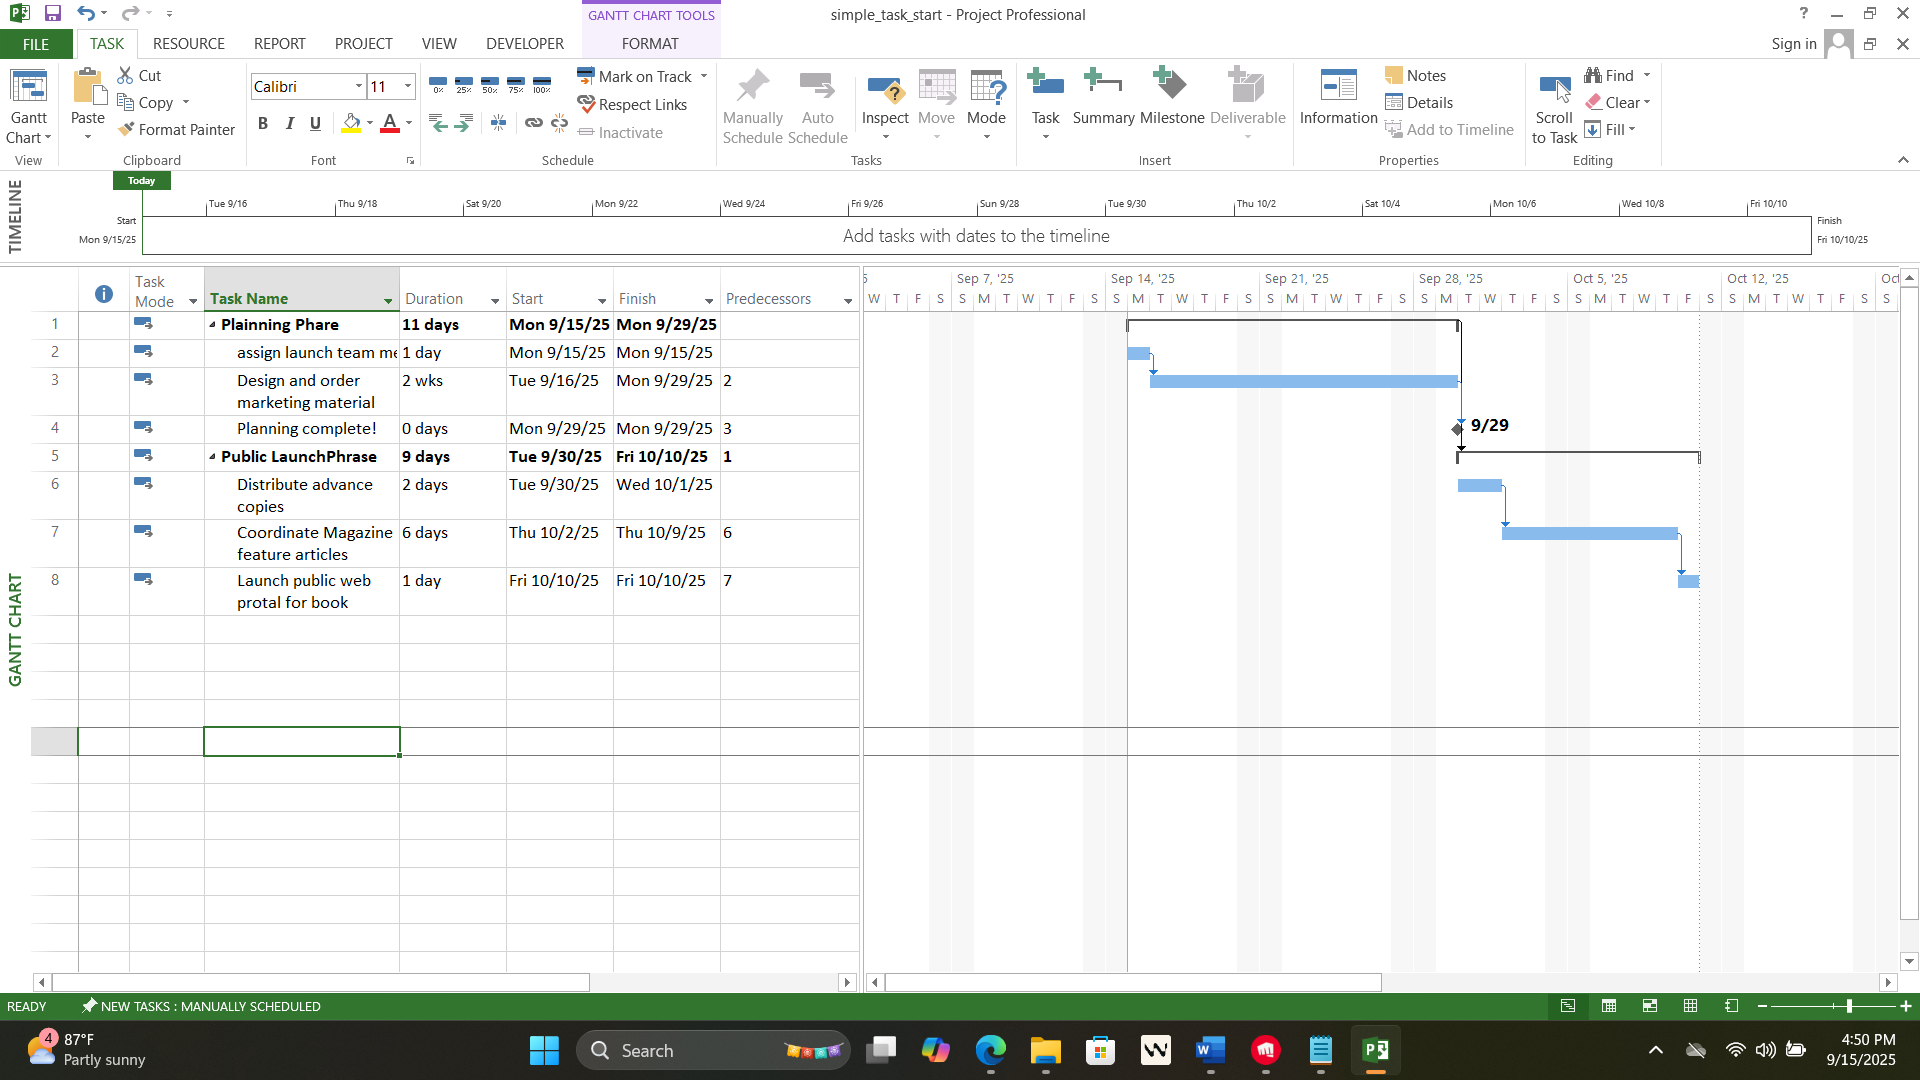 GANTT CHART TOOLS
simple_task_start - Project Professional
?
FILE TASK RESOURCE REPORT PROJECT VIEW DEVELOPER FORMAT
Sign in
Gantt Chart
Paste
Cut
Copy
Format Painter
Calibri 11
B I U A
0% 25% 50% 75% 100%
Mark on Track
Respect Links
Inactivate
Manually Schedule
Auto Schedule
Inspect
Move
Mode
Task
Summary
Milestone
Deliverable
Information
Notes
Details
Add to Timeline
Scroll to Task
Find
Clear
Fill
View Clipboard Font Schedule Tasks Insert Properties Editing
TIMELINE
Today
Tue 9/16 Thu 9/18 Sat 9/20 Mon 9/22 Wed 9/24 Fri 9/26 Sun 9/28 Tue 9/30 Thu 10/2 Sat 10/4 Mon 10/6 Wed 10/8 Fri 10/10
Start
Mon 9/15/25
Add tasks with dates to the timeline
Finish
Fri 10/10/25
GANTT CHART
Task Mode Task Name Duration Start Finish Predecessors
1 Plainning Phare 11 days Mon 9/15/25 Mon 9/29/25
2 assign launch team me 1 day Mon 9/15/25 Mon 9/15/25
3 Design and order marketing material 2 wks Tue 9/16/25 Mon 9/29/25 2
4 Planning complete! 0 days Mon 9/29/25 Mon 9/29/25 3
5 Public LaunchPhrase 9 days Tue 9/30/25 Fri 10/10/25 1
6 Distribute advance copies 2 days Tue 9/30/25 Wed 10/1/25
7 Coordinate Magazine feature articles 6 days Thu 10/2/25 Thu 10/9/25 6
8 Launch public web protal for book 1 day Fri 10/10/25 Fri 10/10/25 7
Sep 7, '25 Sep 14, '25 Sep 21, '25 Sep 28, '25 Oct 5, '25 Oct 12, '25 Oct
W T F S S M T W T F S S M T W T F S S M T W T F S S M T W T F S S M T W T F S S M T W T F S S
9/29
READY NEW TASKS : MANUALLY SCHEDULED
4
87°F
Partly sunny
Search
4:50 PM
9/15/2025